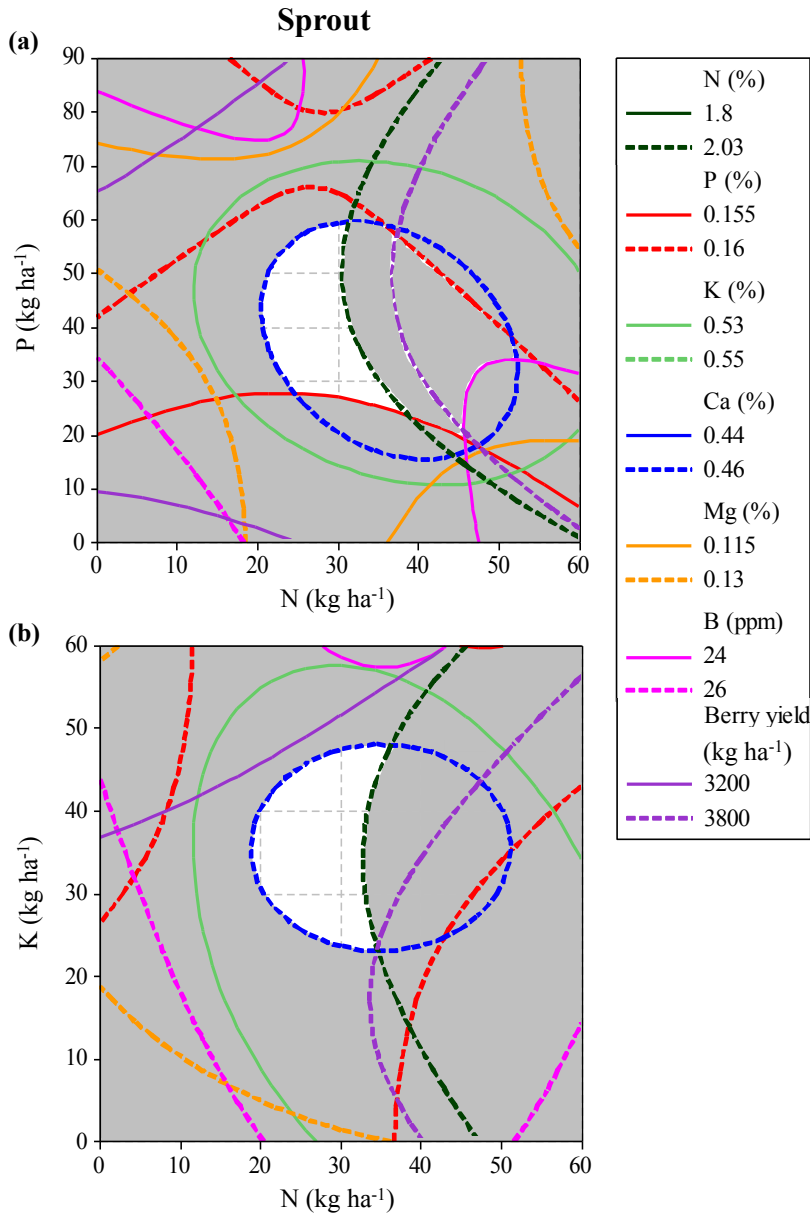 Sprout
(a)
90
80
70
60
50
40
30
20
10
0
P (kg ha⁻¹)
0 10 20 30 40 50 60
N (kg ha⁻¹)
(b)
60
50
40
30
20
10
0
K (kg ha⁻¹)
0 10 20 30 40 50 60
N (kg ha⁻¹)
N (%)
1.8
2.03
P (%)
0.155
0.16
K (%)
0.53
0.55
Ca (%)
0.44
0.46
Mg (%)
0.115
0.13
B (ppm)
24
26
Berry yield
(kg ha⁻¹)
3200
3800